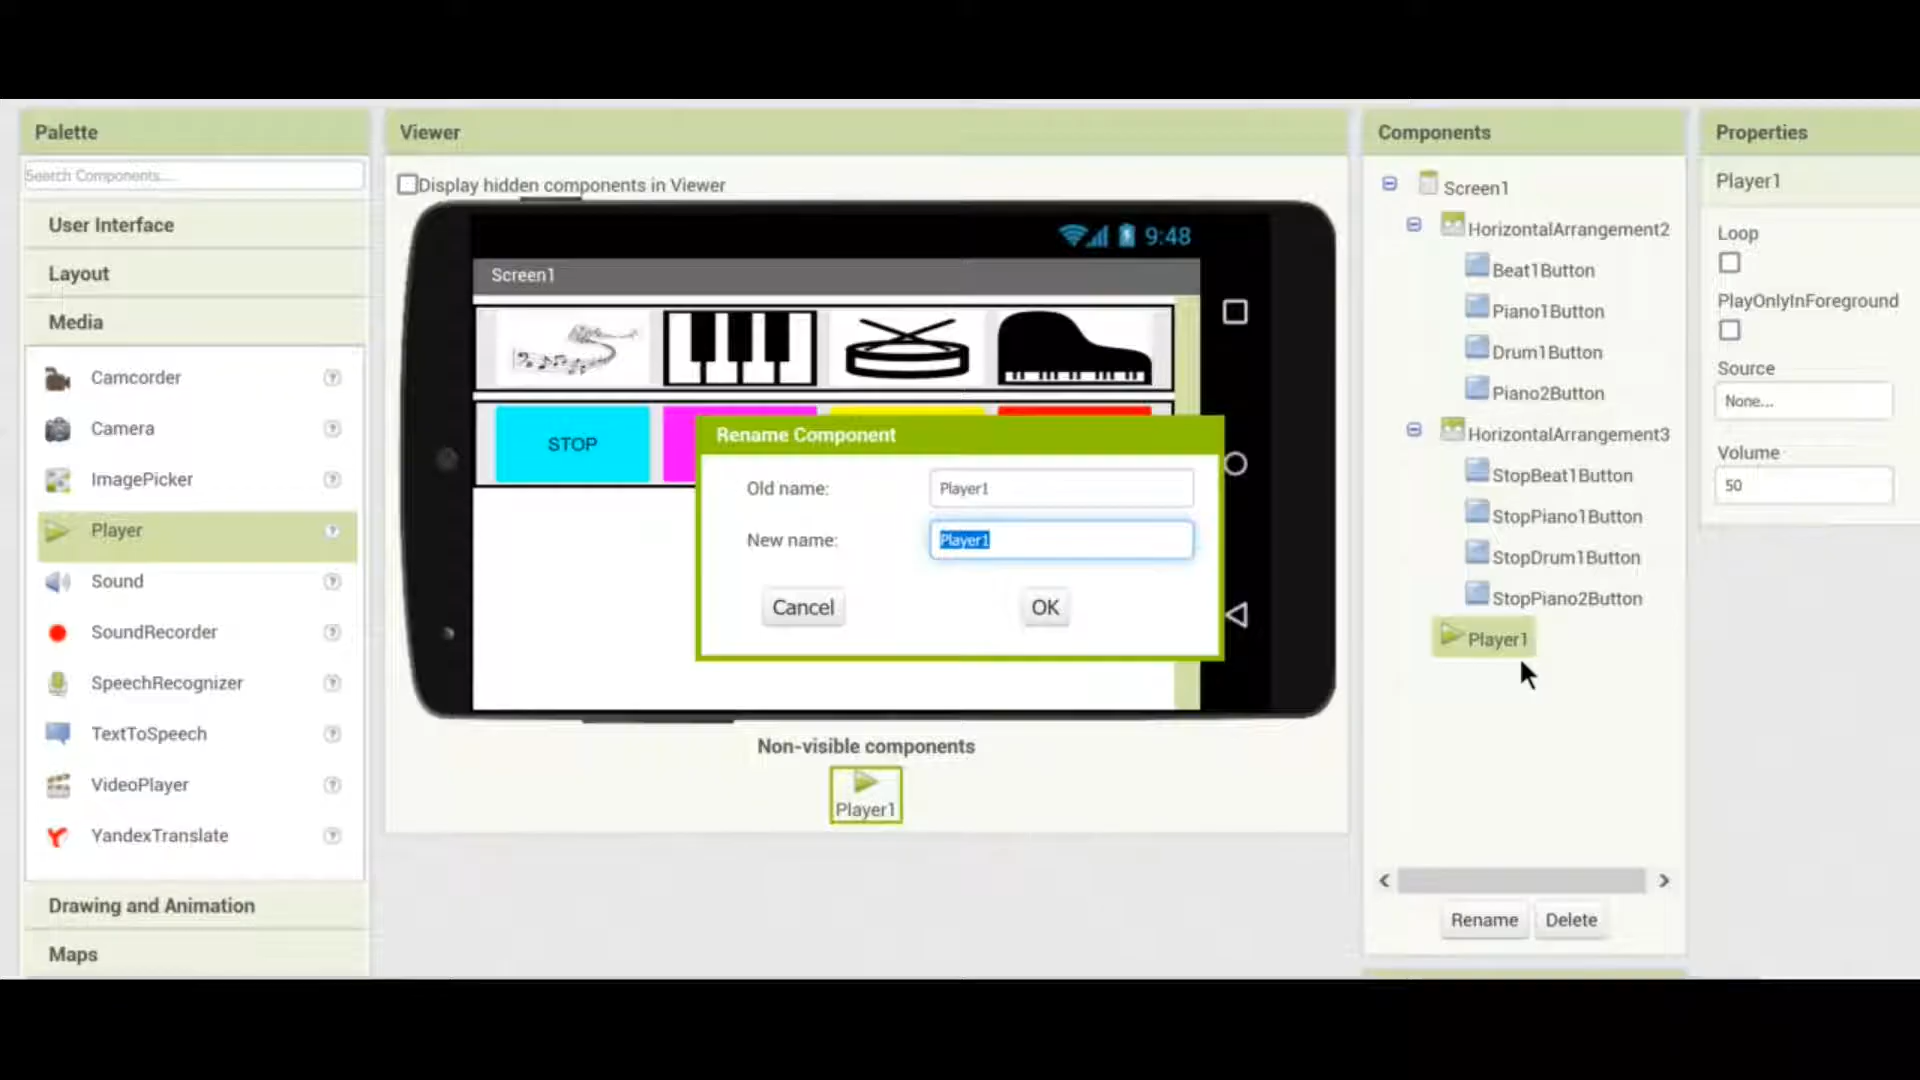 Palette
Search Components....
User Interface
Layout
Media
Camcorder
Camera
ImagePicker
Player
Sound
SoundRecorder
SpeechRecognizer
TextToSpeech
VideoPlayer
YandexTranslate
Drawing and Animation
Maps
Viewer
Display hidden components in Viewer
9:48
Screen1
STOP
Rename Component
Old name: Player1
New name: Player1
Cancel OK
Non-visible components
Player1
Components
Screen1
HorizontalArrangement2
Beat1Button
Piano1Button
Drum1Button
Piano2Button
HorizontalArrangement3
StopBeat1Button
StopPiano1Button
StopDrum1Button
StopPiano2Button
Player1
Rename Delete
Properties
Player1
Loop
PlayOnlyInForeground
Source
None...
Volume
50